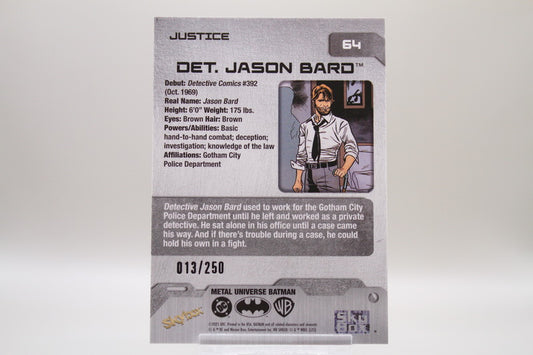 JUSTICE
64
DET. JASON BARD™
Debut: Detective Comics #392
(Oct. 1969)
Real Name: Jason Bard
Height: 6'0" Weight: 175 lbs.
Eyes: Brown Hair: Brown
Powers/Abilities: Basic
hand-to-hand combat; deception;
investigation; knowledge of the law
Affiliations: Gotham City
Police Department
Detective Jason Bard used to work for the Gotham City
Police Department until he left and worked as a private
detective. He sat alone in his office until a case came
his way. And if there's trouble during a case, he could
hold his own in a fight.
013/250
METAL UNIVERSE BATMAN
skybox
DC
WB
SKY
BOX